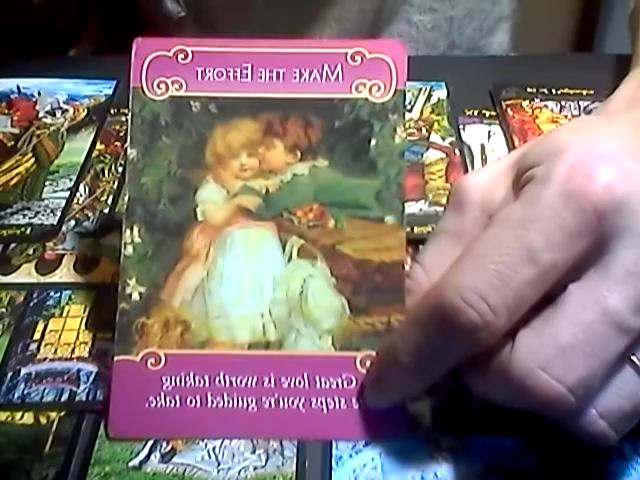 MAKE THE EFFORT
Great love is worth taking
steps you're guided to take.